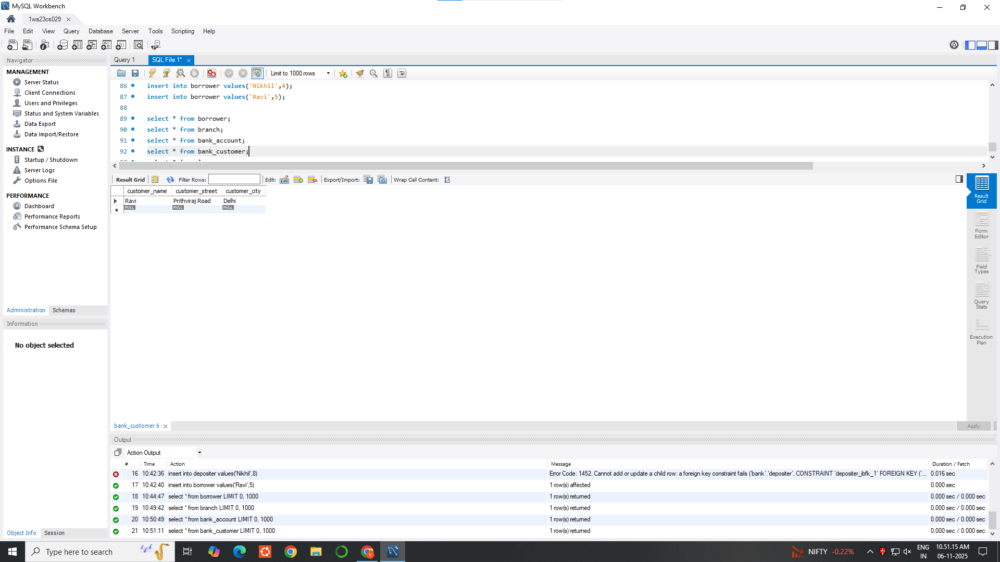 MySQL Workbench
1wa23cs029
File Edit View Query Database Server Tools Scripting Help
Navigator
MANAGEMENT
Server Status
Client Connections
Users and Privileges
Status and System Variables
Data Export
Data Import/Restore
INSTANCE
Startup / Shutdown
Server Logs
Options File
PERFORMANCE
Dashboard
Performance Reports
Performance Schema Setup
Administration Schemas
Information
No object selected
Object Info Session
Query 1 SQL File 1*
Limit to 1000 rows
86 insert into borrower values('Nikhil',4);
87 insert into borrower values('Ravi',5);
88
89 select * from borrower;
90 select * from branch;
91 select * from bank_account;
92 select * from bank_customer;
Result Grid Filter Rows: Edit: Export/Import: Wrap Cell Content:
customer_name customer_street customer_city
Ravi Prithviraj Road Delhi
NULL NULL NULL
Result Grid
Form Editor
Field Types
Query Stats
Execution Plan
bank_customer 6 Apply
Output
Action Output
# Time Action Message Duration / Fetch
16 10:42:36 insert into depositer values('Nikhil',8) Error Code: 1452. Cannot add or update a child row: a foreign key constraint fails (`bank`.`depositer`, CONSTRAINT `depositer_ibfk_1` FOREIGN KEY (`... 0.016 sec
17 10:42:40 insert into borrower values('Ravi',5) 1 row(s) affected 0.000 sec
18 10:44:47 select * from borrower LIMIT 0, 1000 1 row(s) returned 0.000 sec / 0.000 sec
19 10:49:42 select * from branch LIMIT 0, 1000 1 row(s) returned 0.000 sec / 0.000 sec
20 10:50:49 select * from bank_account LIMIT 0, 1000 1 row(s) returned 0.000 sec / 0.000 sec
21 10:51:11 select * from bank_customer LIMIT 0, 1000 1 row(s) returned 0.000 sec / 0.000 sec
Type here to search
NIFTY -0.22%
ENG
IN
10.51.15 AM
06-11-2025